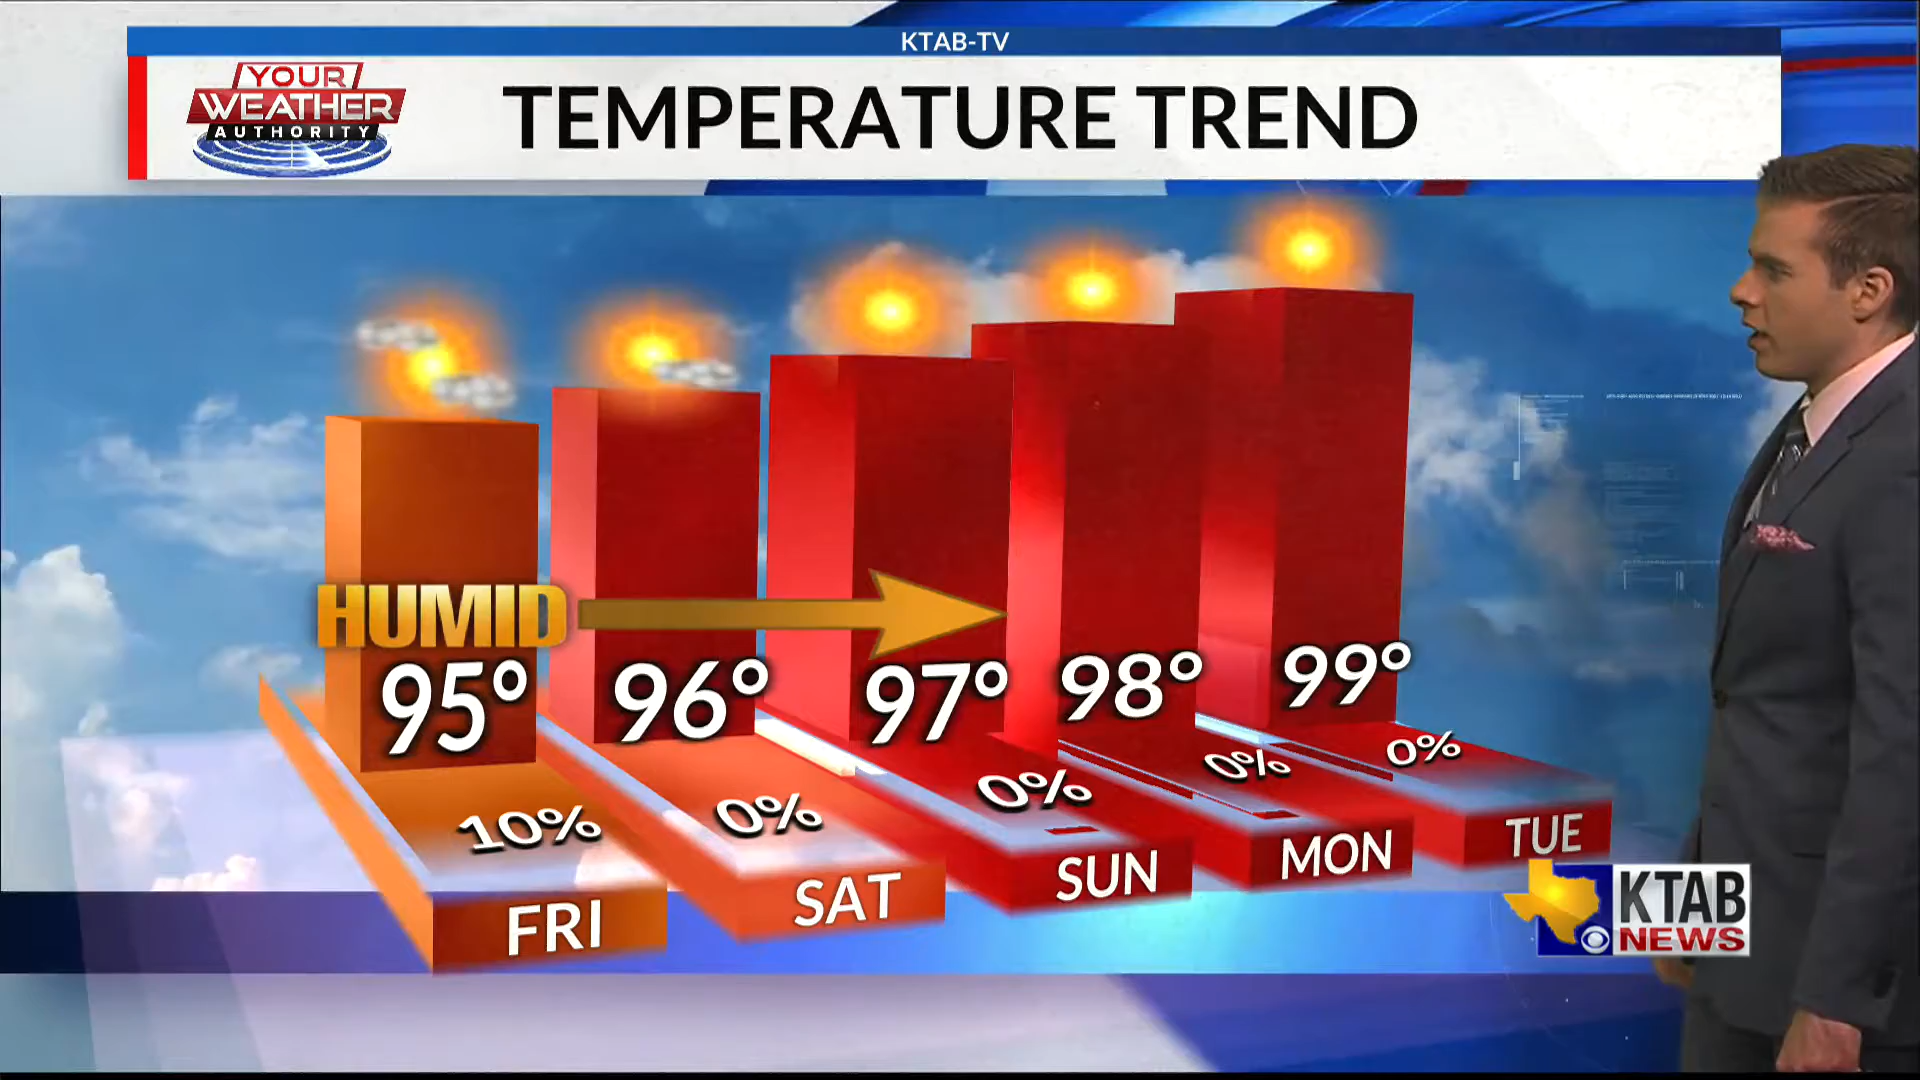 KTAB-TV
YOUR
WEATHER
AUTHORITY
TEMPERATURE TREND
HUMID
95° 96° 97° 98° 99°
10% 0% 0% 0% 0%
FRI SAT SUN MON TUE
KTAB
NEWS